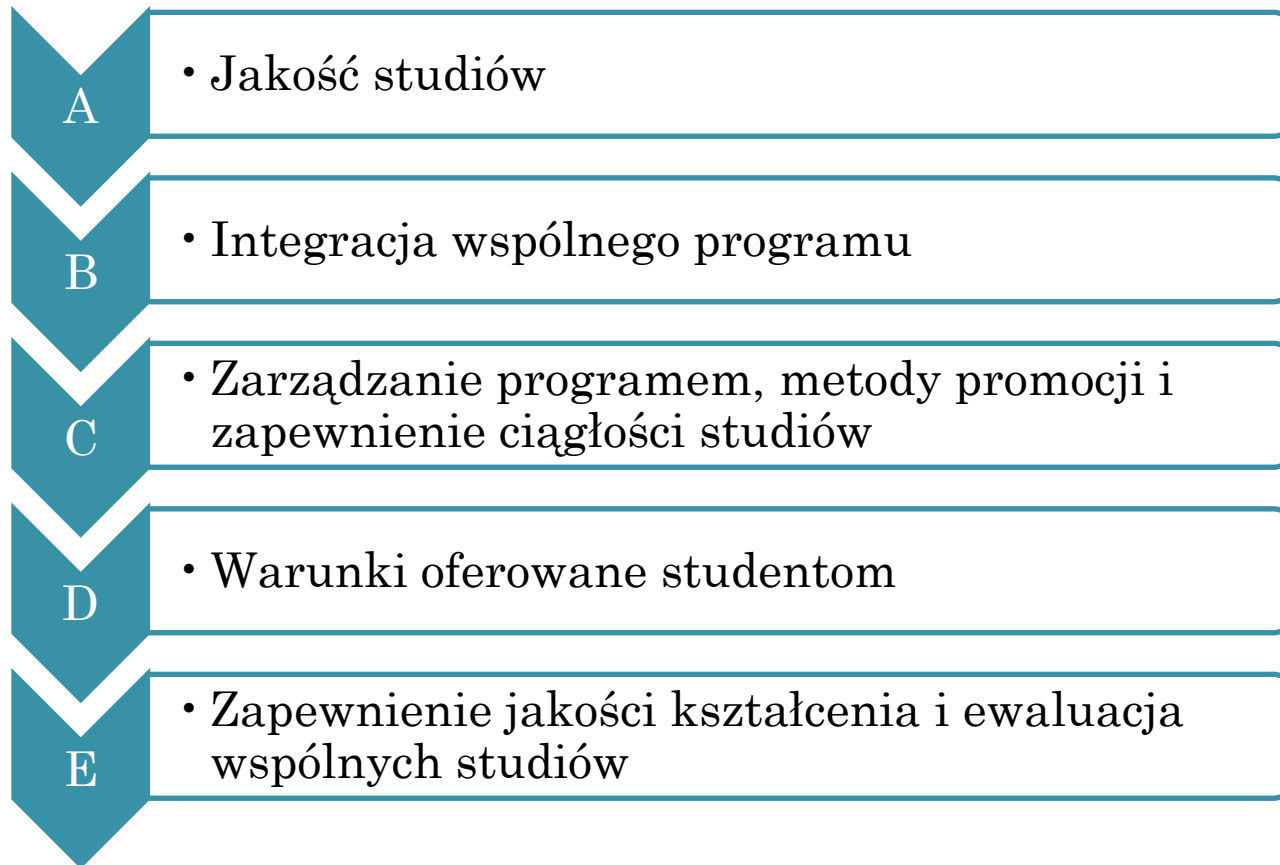 A
• Jakość studiów
B
• Integracja wspólnego programu
C
• Zarządzanie programem, metody promocji i
zapewnienie ciągłości studiów
D
• Warunki oferowane studentom
E
• Zapewnienie jakości kształcenia i ewaluacja
wspólnych studiów